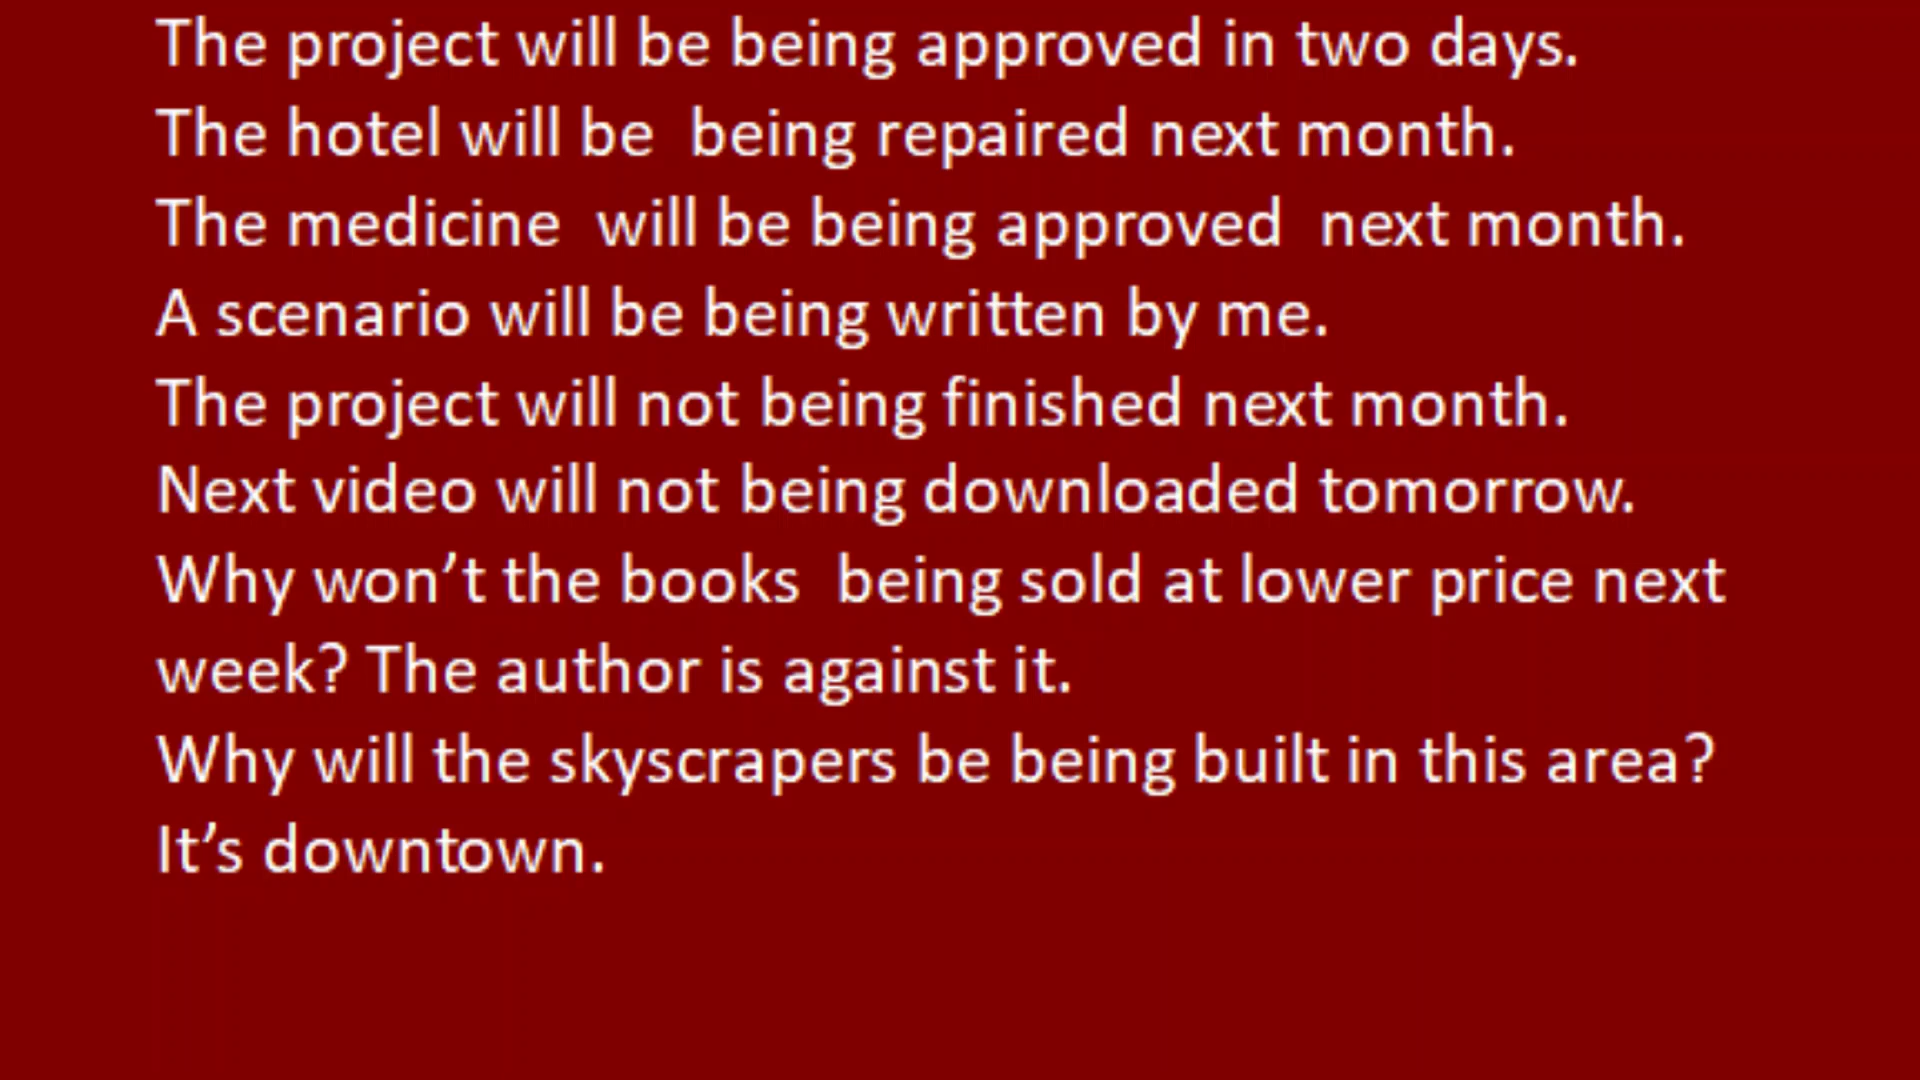 The project will be being approved in two days.
The hotel will be  being repaired next month.
The medicine  will be being approved  next month.
A scenario will be being written by me.
The project will not being finished next month.
Next video will not being downloaded tomorrow.
Why won’t the books  being sold at lower price next
week? The author is against it.
Why will the skyscrapers be being built in this area?
It’s downtown.